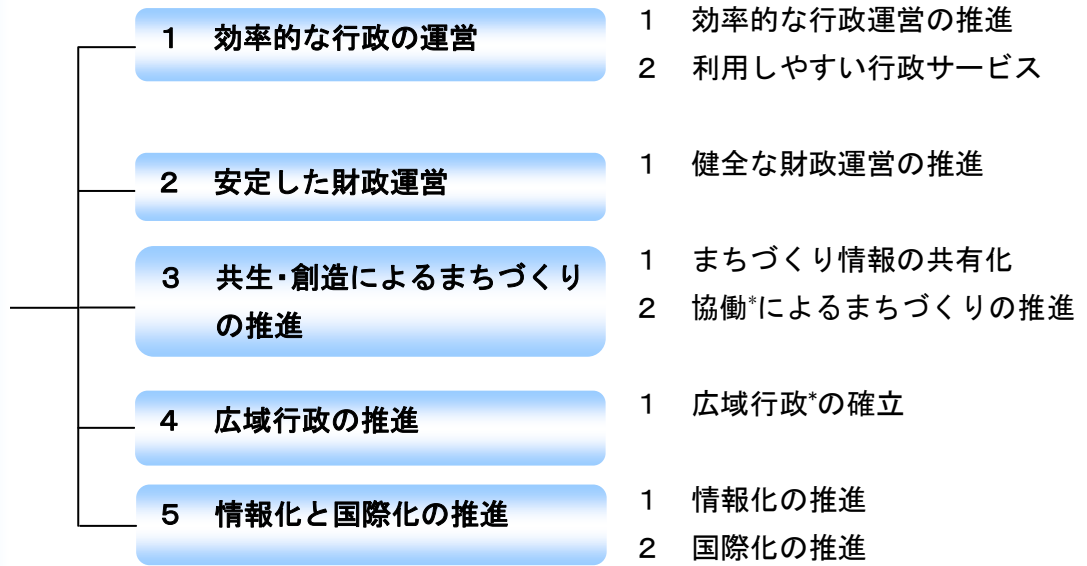 １　効率的な行政の運営
１　効率的な行政運営の推進
２　利用しやすい行政サービス
２　安定した財政運営
１　健全な財政運営の推進
３　共生・創造によるまちづくり
の推進
１　まちづくり情報の共有化
２　協働*によるまちづくりの推進
４　広域行政の推進
１　広域行政*の確立
５　情報化と国際化の推進
１　情報化の推進
２　国際化の推進